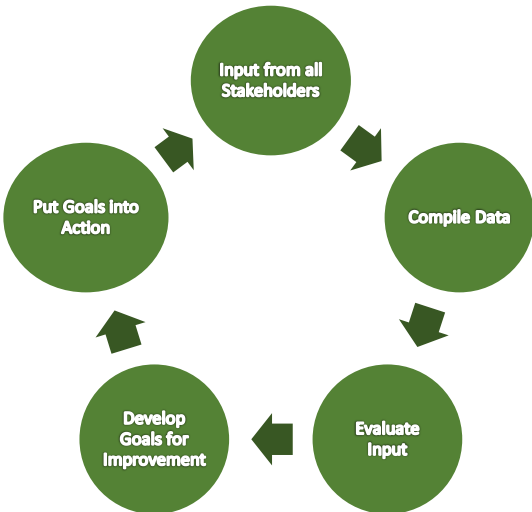 Input from all
Stakeholders
Compile Data
Evaluate
Input
Develop
Goals for
Improvement
Put Goals into
Action